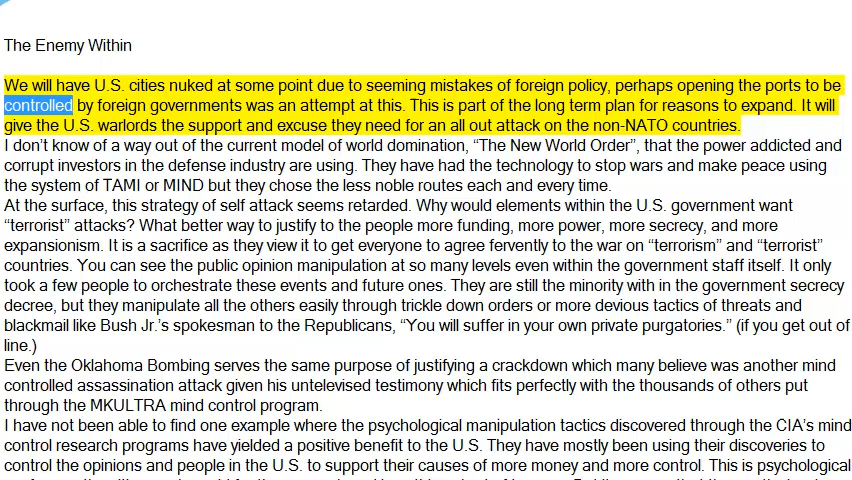 The Enemy Within
We will have U.S. cities nuked at some point due to seeming mistakes of foreign policy, perhaps opening the ports to be
controlled by foreign governments was an attempt at this. This is part of the long term plan for reasons to expand. It will
give the U.S. warlords the support and excuse they need for an all out attack on the non-NATO countries.
I don’t know of a way out of the current model of world domination, “The New World Order”, that the power addicted and
corrupt investors in the defense industry are using. They have had the technology to stop wars and make peace using
the system of TAMI or MIND but they chose the less noble routes each and every time.
At the surface, this strategy of self attack seems retarded. Why would elements within the U.S. government want
“terrorist” attacks? What better way to justify to the people more funding, more power, more secrecy, and more
expansionism. It is a sacrifice as they view it to get everyone to agree fervently to the war on “terrorism” and “terrorist”
countries. You can see the public opinion manipulation at so many levels even within the government staff itself. It only
took a few people to orchestrate these events and future ones. They are still the minority with in the government secrecy
decree, but they manipulate all the others easily through trickle down orders or more devious tactics of threats and
blackmail like Bush Jr.’s spokesman to the Republicans, “You will suffer in your own private purgatories.” (if you get out of
line.)
Even the Oklahoma Bombing serves the same purpose of justifying a crackdown which many believe was another mind
controlled assassination attack given his untelevised testimony which fits perfectly with the thousands of others put
through the MKULTRA mind control program.
I have not been able to find one example where the psychological manipulation tactics discovered through the CIA’s mind
control research programs have yielded a positive benefit to the U.S. They have mostly been using their discoveries to
control the opinions and people in the U.S. to support their causes of more money and more control. This is psychological